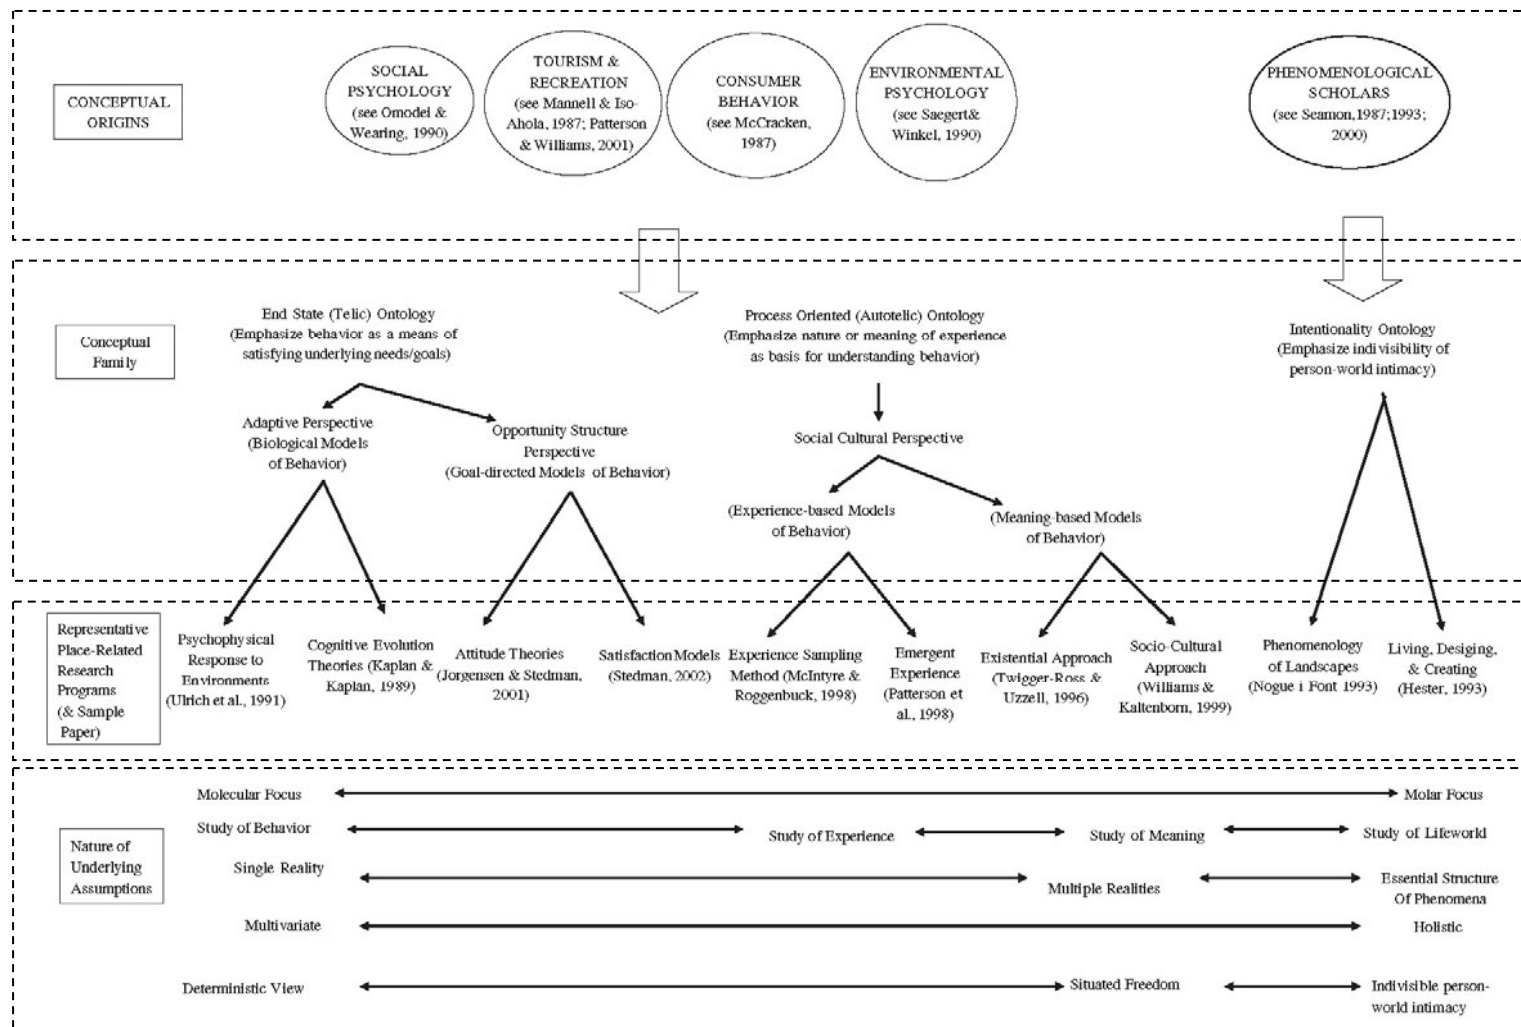 CONCEPTUAL
ORIGINS
SOCIAL
PSYCHOLOGY
(see Omodei &
Wearing, 1990)
TOURISM &
RECREATION
(see Mannell & Iso-
Ahola, 1987; Patterson
& Williams, 2001)
CONSUMER
BEHAVIOR
(see McCracken,
1987)
ENVIRONMENTAL
PSYCHOLOGY
(see Saegert&
Winkel, 1990)
PHENOMENOLOGICAL
SCHOLARS
(see Seamon,1987;1993;
2000)
Conceptual
Family
End State (Telic) Ontology
(Emphasize behavior as a means of
satisfying underlying needs/goals)
Process Oriented (Autotelic) Ontology
(Emphasize nature or meaning of experience
as basis for understanding behavior)
Intentionality Ontology
(Emphasize indivisibility of
person-world intimacy)
Adaptive Perspective
(Biological Models
of Behavior)
Opportunity Structure
Perspective
(Goal-directed Models of Behavior)
Social Cultural Perspective
(Experience-based Models
of Behavior)
(Meaning-based Models
of Behavior)
Representative
Place-Related
Research
Programs
(& Sample
Paper)
Psychophysical
Response to
Environments
(Ulrich et al., 1991)
Cognitive Evolution
Theories (Kaplan &
Kaplan, 1989)
Attitude Theories
(Jorgensen & Stedman,
2001)
Satisfaction Models
(Stedman, 2002)
Experience Sampling
Method (McIntyre &
Roggenbuck, 1998)
Emergent
Experience
(Patterson et
al., 1998)
Existential Approach
(Twigger-Ross &
Uzzell, 1996)
Socio-Cultural
Approach
(Williams &
Kaltenborn, 1999)
Phenomenology
of Landscapes
(Nogue i Font 1993)
Living, Desiging,
& Creating
(Hester, 1993)
Nature of
Underlying
Assumptions
Molecular Focus
Molar Focus
Study of Behavior
Study of Experience
Study of Meaning
Study of Lifeworld
Single Reality
Multiple Realities
Essential Structure
Of Phenomena
Multivariate
Holistic
Deterministic View
Situated Freedom
Indivisible person-
world intimacy